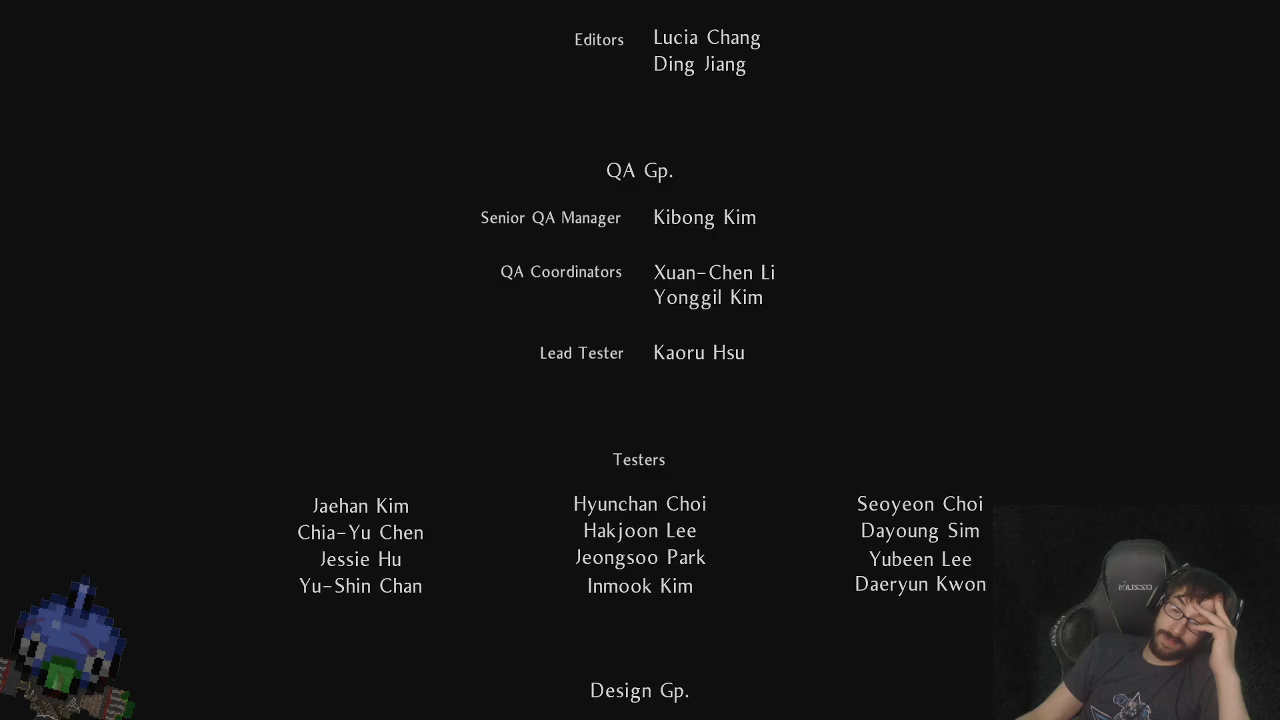 Editors Lucia Chang
Ding Jiang
QA Gp.
Senior QA Manager Kibong Kim
QA Coordinators Xuan-Chen Li
Yonggil Kim
Lead Tester Kaoru Hsu
Testers
Jaehan Kim Hyunchan Choi Seoyeon Choi
Chia-Yu Chen Hakjoon Lee Dayoung Sim
Jessie Hu Jeongsoo Park Yubeen Lee
Yu-Shin Chan Inmook Kim Daeryun Kwon
MUSSO
Design Gp.